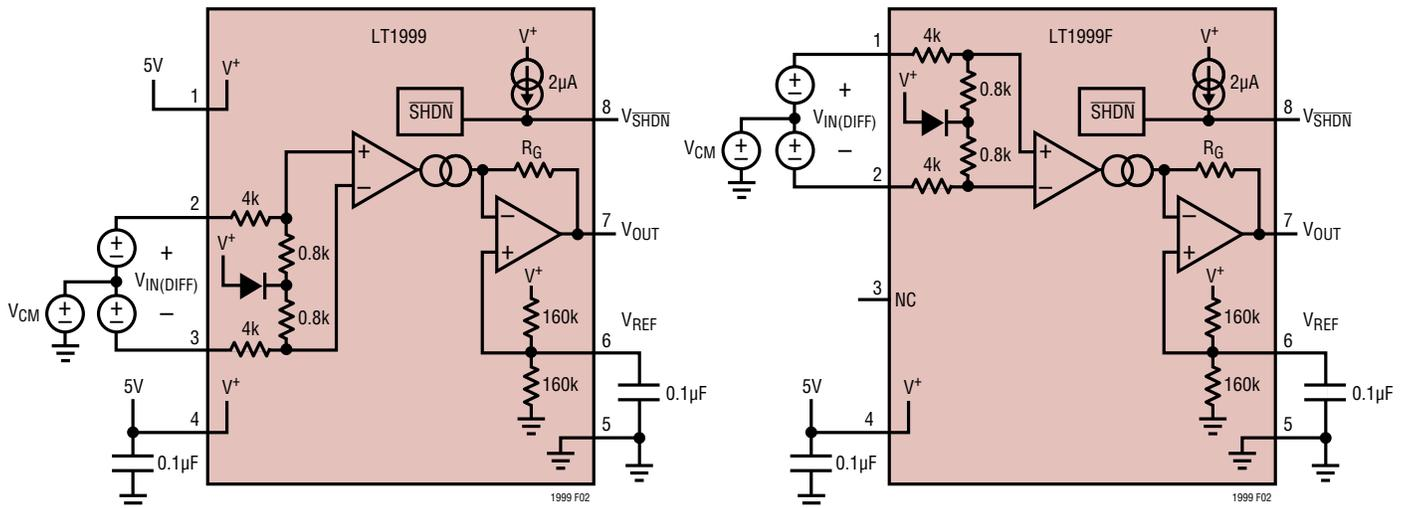 LT1999
V+
5V
V+
2µA
1
SHDN
8
VSHDN
RG
+
–
2
4k
–
7
VOUT
+
V+
0.8k
+
–
+
VIN(DIFF)
V+
VCM
+
–
+
–
–
0.8k
160k
VREF
3
4k
6
5V
V+
160k
0.1µF
4
5
0.1µF
1999 F02
LT1999F
1
4k
V+
+
–
+
V+
0.8k
2µA
SHDN
8
VSHDN
VIN(DIFF)
VCM
+
–
+
–
–
4k
0.8k
+
–
RG
2
–
7
VOUT
+
V+
3
NC
160k
VREF
6
5V
V+
160k
0.1µF
4
5
0.1µF
1999 F02